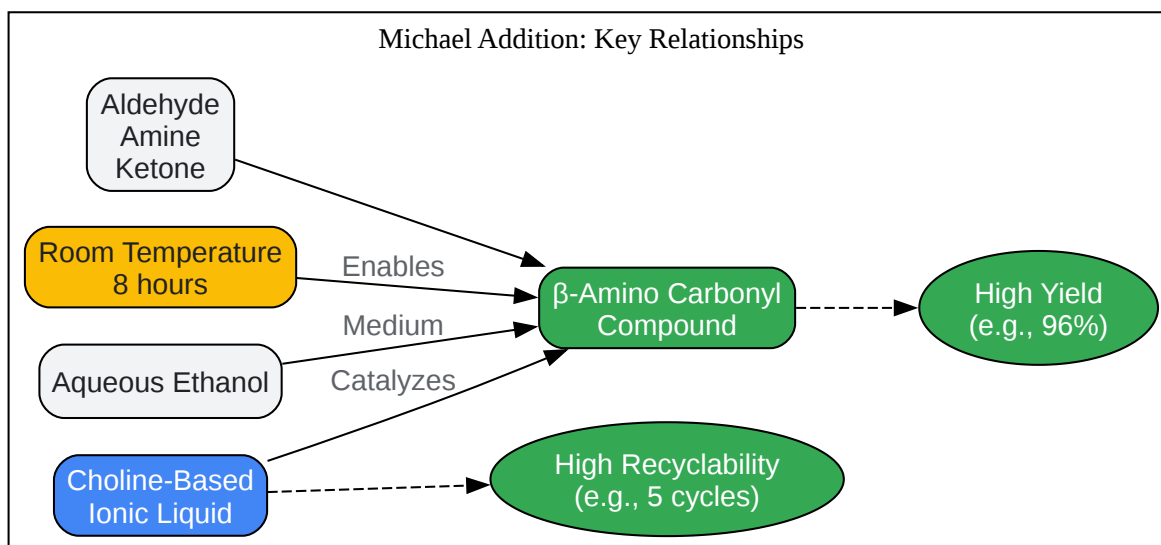 Michael Addition: Key Relationships
Aldehyde
Amine
Ketone
Room Temperature
8 hours
Enables
Medium
Aqueous Ethanol
Catalyzes
Choline-Based
Ionic Liquid
β-Amino Carbonyl
Compound
High Yield
(e.g., 96%)
High Recyclability
(e.g., 5 cycles)